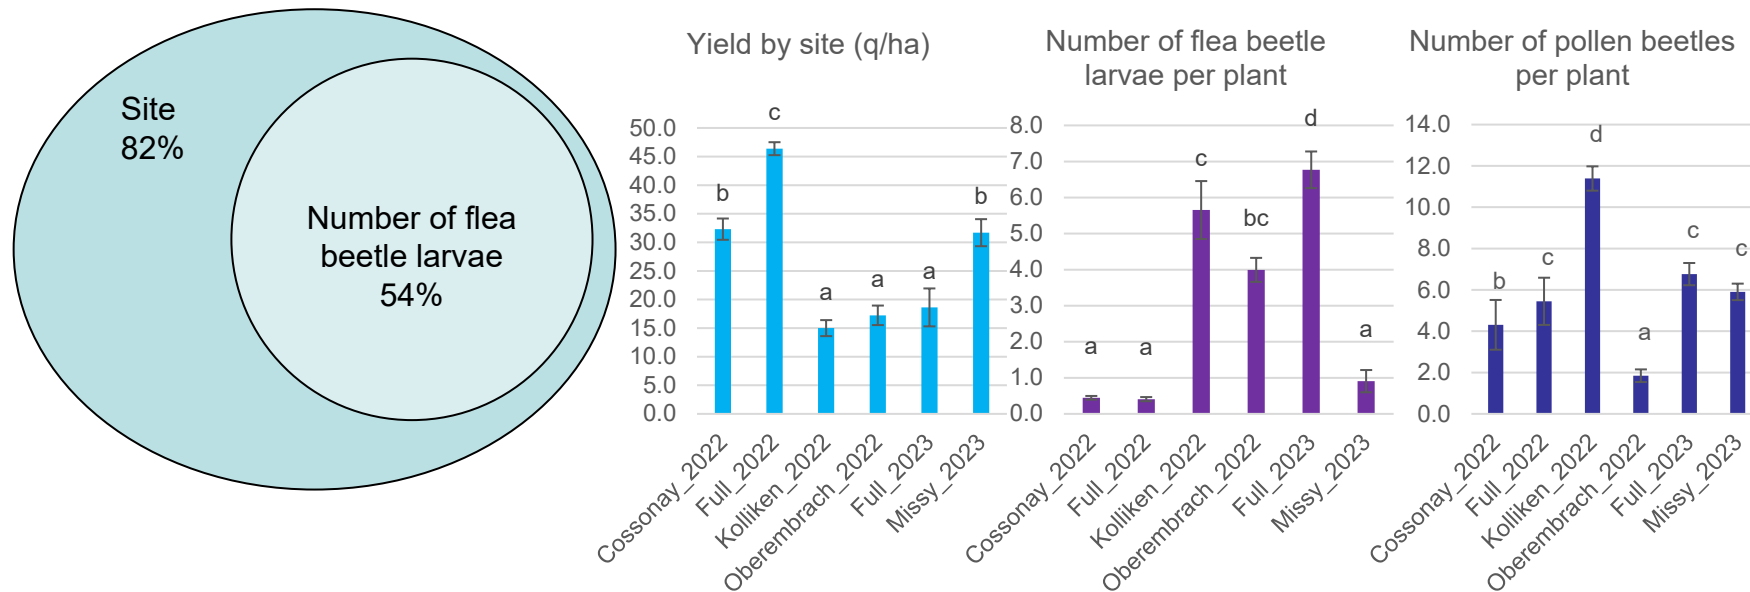 Site
82%
Number of flea
beetle larvae
54%
Yield by site (q/ha)
50.0
45.0
40.0
35.0
30.0
25.0
20.0
15.0
10.0
5.0
0.0
b
c
a
a
a
b
Cossonay_2022
Full_2022
Kolliken_2022
Oberembrach_2022
Full_2023
Missy_2023
Number of flea beetle
larvae per plant
8.0
7.0
6.0
5.0
4.0
3.0
2.0
1.0
0.0
a
a
c
bc
d
a
Cossonay_2022
Full_2022
Kolliken_2022
Oberembrach_2022
Full_2023
Missy_2023
Number of pollen beetles
per plant
14.0
12.0
10.0
8.0
6.0
4.0
2.0
0.0
b
c
d
a
c
c
Cossonay_2022
Full_2022
Kolliken_2022
Oberembrach_2022
Full_2023
Missy_2023